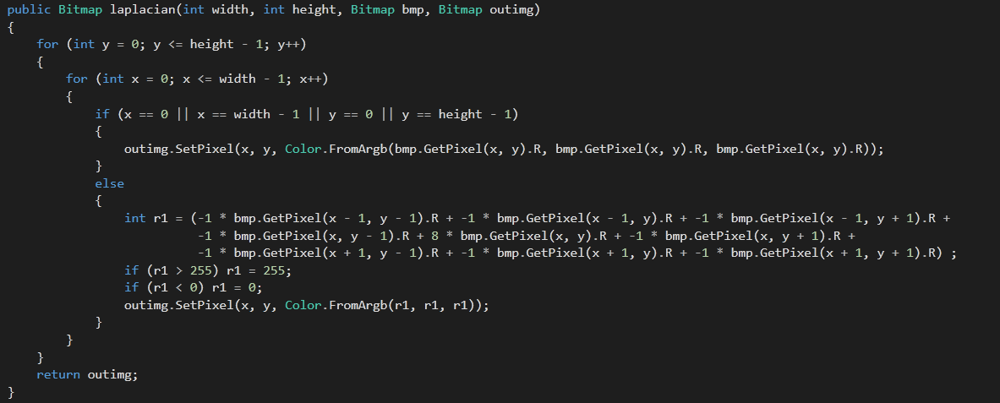 public Bitmap laplacian(int width, int height, Bitmap bmp, Bitmap outimg)
{
    for (int y = 0; y <= height - 1; y++)
    {
        for (int x = 0; x <= width - 1; x++)
        {
            if (x == 0 || x == width - 1 || y == 0 || y == height - 1)
            {
                outimg.SetPixel(x, y, Color.FromArgb(bmp.GetPixel(x, y).R, bmp.GetPixel(x, y).R, bmp.GetPixel(x, y).R));
            }
            else
            {
                int r1 = (-1 * bmp.GetPixel(x - 1, y - 1).R + -1 * bmp.GetPixel(x - 1, y).R + -1 * bmp.GetPixel(x - 1, y + 1).R +
                          -1 * bmp.GetPixel(x, y - 1).R + 8 * bmp.GetPixel(x, y).R + -1 * bmp.GetPixel(x, y + 1).R +
                          -1 * bmp.GetPixel(x + 1, y - 1).R + -1 * bmp.GetPixel(x + 1, y).R + -1 * bmp.GetPixel(x + 1, y + 1).R) ;
                if (r1 > 255) r1 = 255;
                if (r1 < 0) r1 = 0;
                outimg.SetPixel(x, y, Color.FromArgb(r1, r1, r1));
            }
        }
    }
    return outimg;
}